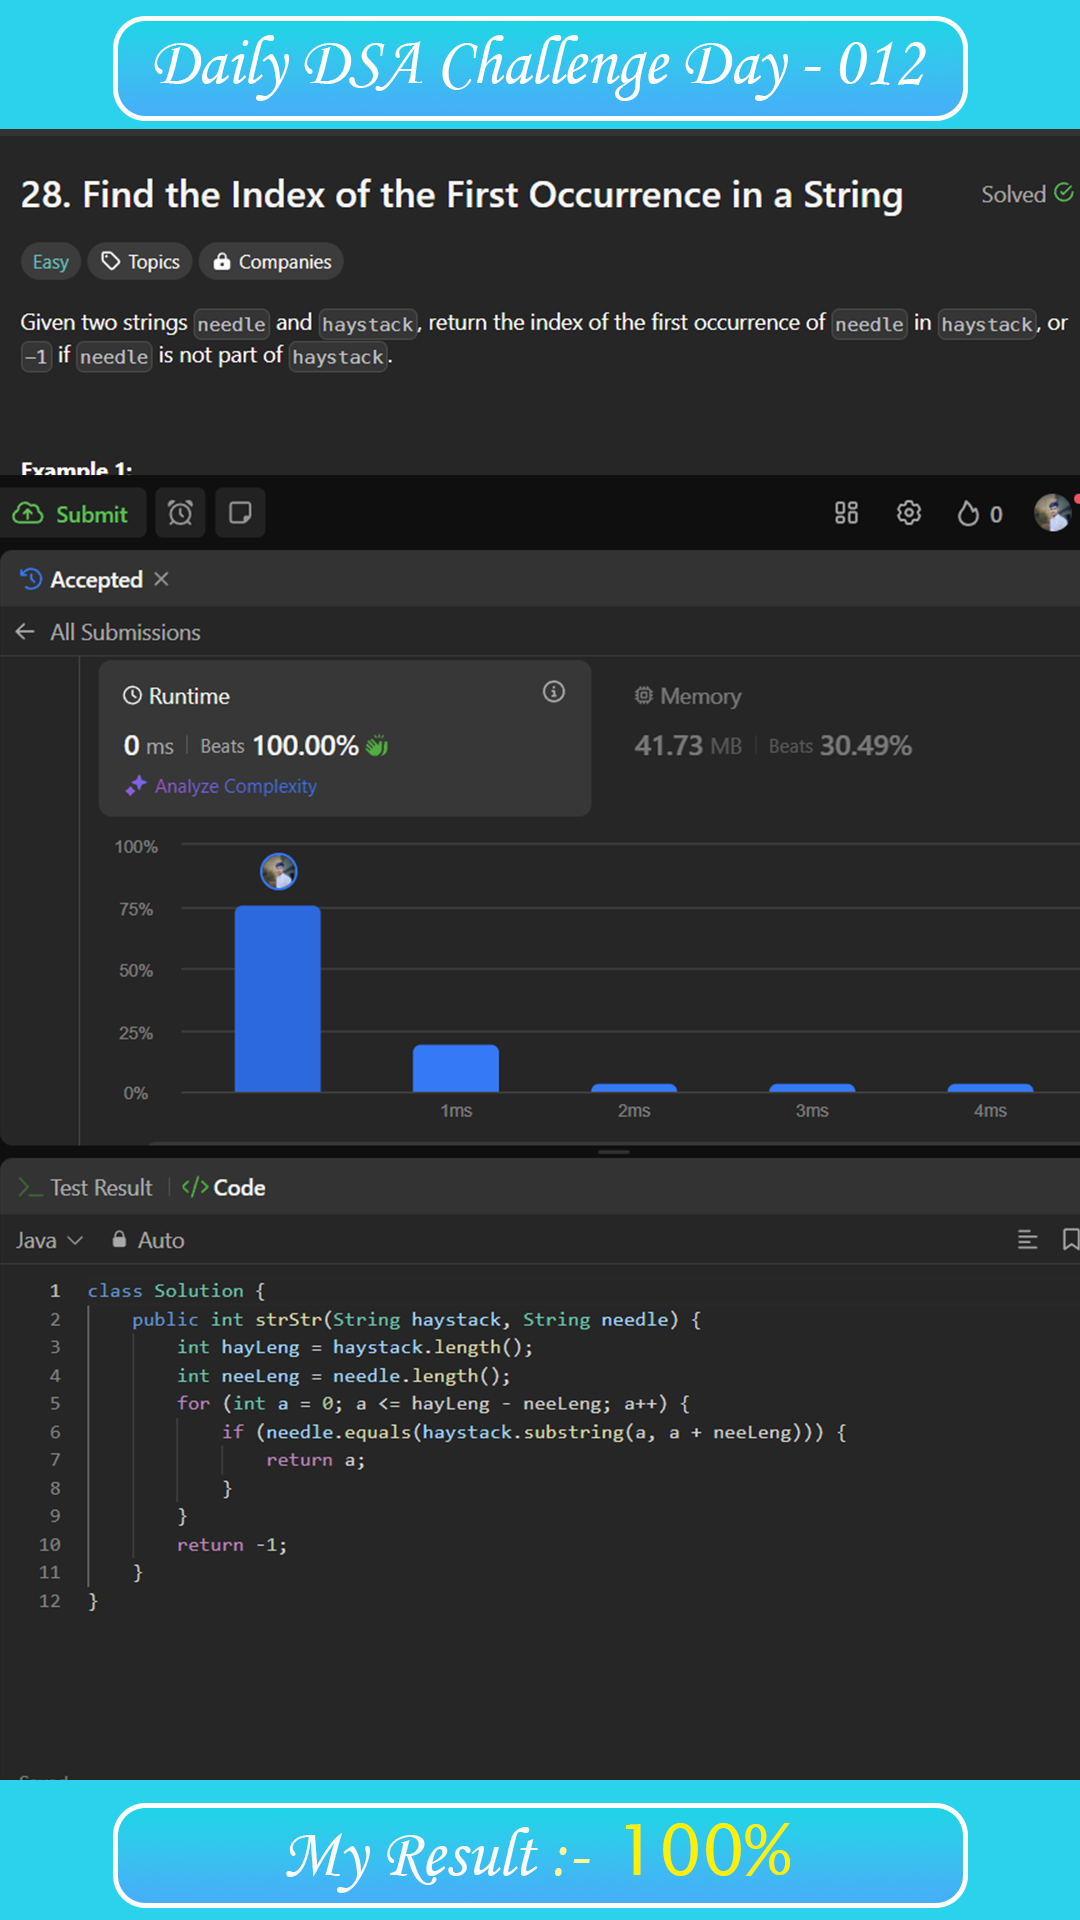 Daily DSA Challenge Day - 012
28. Find the Index of the First Occurrence in a String
Solved
Easy Topics Companies
Given two strings needle and haystack, return the index of the first occurrence of needle in haystack, or
-1 if needle is not part of haystack.
Example 1:
Submit
0
Accepted
All Submissions
Runtime
0 ms Beats 100.00%
Analyze Complexity
Memory
41.73 MB Beats 30.49%
100%
75%
50%
25%
0%
1ms 2ms 3ms 4ms
Test Result </> Code
Java Auto
1 class Solution {
2 public int strStr(String haystack, String needle) {
3 int hayLeng = haystack.length();
4 int neeLeng = needle.length();
5 for (int a = 0; a <= hayLeng - neeLeng; a++) {
6 if (needle.equals(haystack.substring(a, a + neeLeng))) {
7 return a;
8 }
9 }
10 return -1;
11 }
12 }
My Result :- 100%